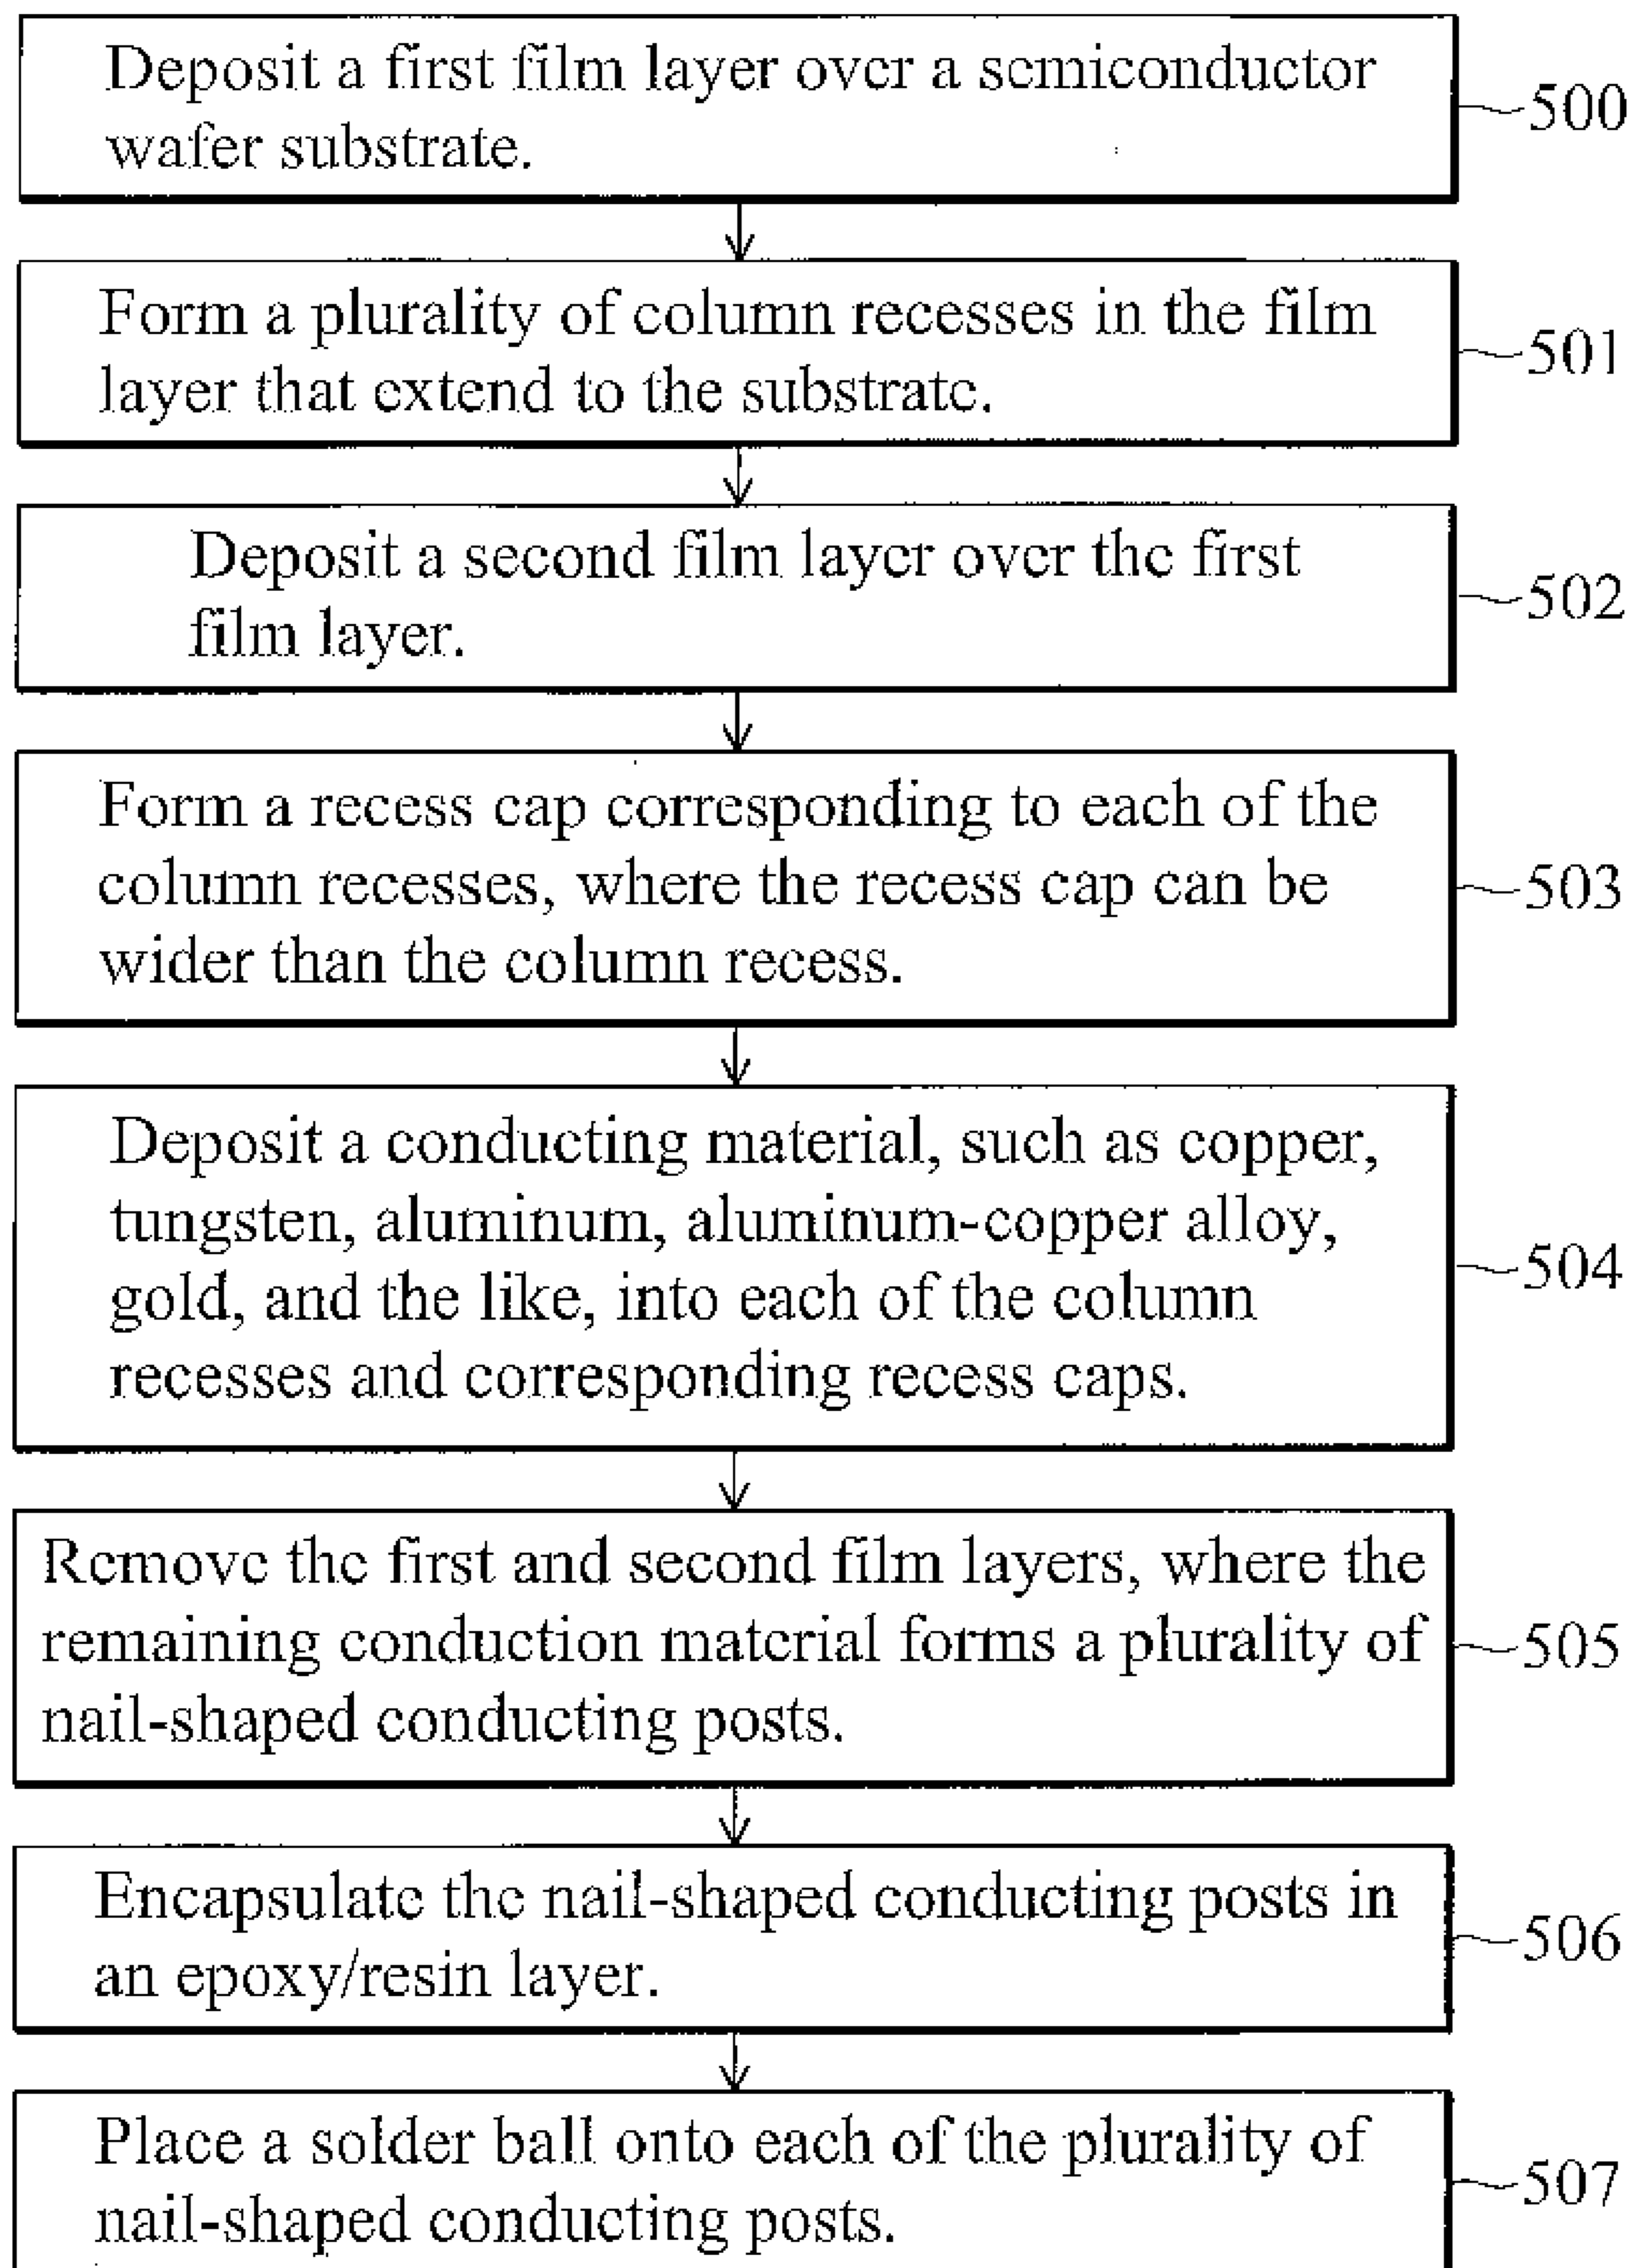 Deposit a first film layer over a semiconductor
wafer substrate.
500
Form a plurality of column recesses in the film
layer that extend to the substrate.
501
Deposit a second film layer over the first
film layer.
502
Form a recess cap corresponding to each of the
column recesses, where the recess cap can be
wider than the column recess.
503
Deposit a conducting material, such as copper,
tungsten, aluminum, aluminum-copper alloy,
gold, and the like, into each of the column
recesses and corresponding recess caps.
504
Remove the first and second film layers, where the
remaining conduction material forms a plurality of
nail-shaped conducting posts.
505
Encapsulate the nail-shaped conducting posts in
an epoxy/resin layer.
506
Place a solder ball onto each of the plurality of
nail-shaped conducting posts.
507